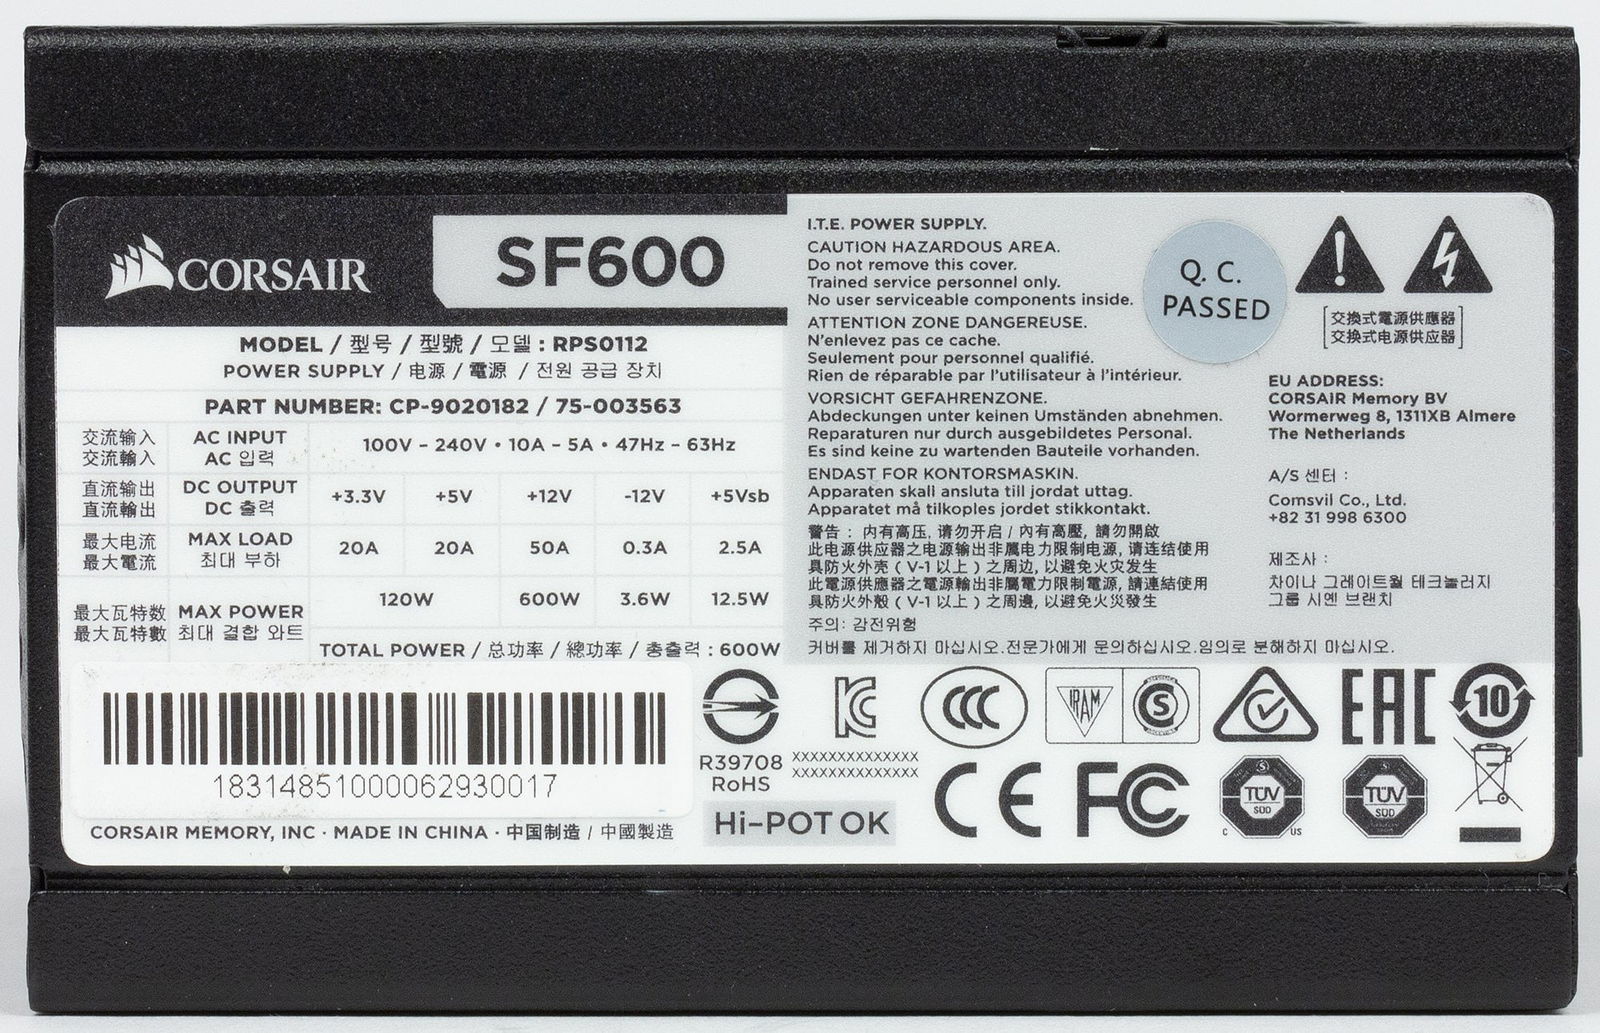 CORSAIR
SF600
MODEL / 型号 / 型號 / 모델 : RPS0112
POWER SUPPLY / 电源 / 電源 / 전원 공급 장치
PART NUMBER: CP-9020182 / 75-003563
交流输入 AC INPUT 100V - 240V • 10A - 5A • 47Hz - 63Hz
交流輸入 AC 입력
直流输出 DC OUTPUT +3.3V +5V +12V -12V +5Vsb
直流輸出 DC 출력
最大电流 MAX LOAD 20A 20A 50A 0.3A 2.5A
最大電流 최대 부하
最大瓦特数 MAX POWER 120W 600W 3.6W 12.5W
最大瓦特數 최대 결합 와트
TOTAL POWER / 总功率 / 總功率 / 총출력 : 600W
18314851000062930017
CORSAIR MEMORY, INC · MADE IN CHINA · 中国制造 / 中國製造
I.T.E. POWER SUPPLY.
CAUTION HAZARDOUS AREA.
Do not remove this cover.
Trained service personnel only.
No user serviceable components inside.
ATTENTION ZONE DANGEREUSE.
N'enlevez pas ce cache.
Seulement pour personnel qualifié.
Rien de réparable par l'utilisateur à l'intérieur.
VORSICHT GEFAHRENZONE.
Abdeckungen unter keinen Umständen abnehmen.
Reparaturen nur durch ausgebildetes Personal.
Es sind keine zu wartenden Bauteile vorhanden.
ENDAST FOR KONTORSMASKIN.
Apparaten skall ansluta till jordat uttag.
Apparatet må tilkoples jordet stikkontakt.
警告：内有高压, 请勿开启 / 內有高壓, 請勿開啟
此电源供应器之电源输出非属电力限制电源, 请连结使用
具防火外壳 ( V-1 以上 ) 之周边, 以避免火灾发生
此電源供應器之電源輸出非屬電力限制電源, 請連結使用
具防火外殼 ( V-1 以上 ) 之周邊, 以避免火災發生
주의: 감전위험
커버를 제거하지 마십시오.전문가에게 문의하십시오.임의로 분해하지 마십시오.
Q. C.
PASSED
交換式電源供應器
交换式电源供应器
EU ADDRESS:
CORSAIR Memory BV
Wormerweg 8, 1311XB Almere
The Netherlands
A/S 센터 :
Comsvil Co., Ltd.
+82 31 998 6300
제조사 :
차이나 그레이트월 테크놀러지
그룹 시옌 브랜치
R39708
RoHS
XXXXXXXXXXXXXXXXX
XXXXXXXXXXXXXXXXX
Hi-POT OK
KC
CCC
IRAM
S
EAC
10
CE
FC
TÜV
SÜD
C US
TÜV
SÜD